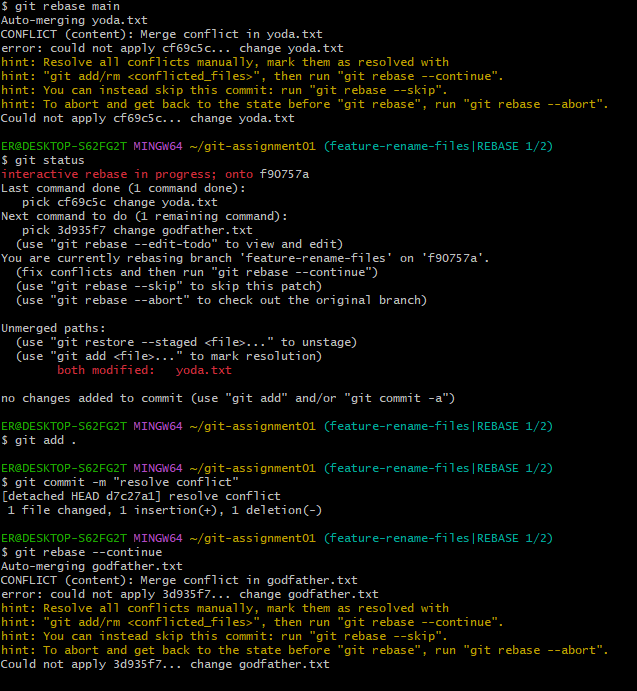 $ git rebase main
Auto-merging yoda.txt
CONFLICT (content): Merge conflict in yoda.txt
error: could not apply cf69c5c... change yoda.txt
hint: Resolve all conflicts manually, mark them as resolved with
hint: "git add/rm <conflicted_files>", then run "git rebase --continue".
hint: You can instead skip this commit: run "git rebase --skip".
hint: To abort and get back to the state before "git rebase", run "git rebase --abort".
Could not apply cf69c5c... change yoda.txt
ER@DESKTOP-S62FG2T MINGW64 ~/git-assignment01 (feature-rename-files|REBASE 1/2)
$ git status
interactive rebase in progress; onto f90757a
Last command done (1 command done):
   pick cf69c5c change yoda.txt
Next command to do (1 remaining command):
   pick 3d935f7 change godfather.txt
  (use "git rebase --edit-todo" to view and edit)
You are currently rebasing branch 'feature-rename-files' on 'f90757a'.
  (fix conflicts and then run "git rebase --continue")
  (use "git rebase --skip" to skip this patch)
  (use "git rebase --abort" to check out the original branch)
Unmerged paths:
  (use "git restore --staged <file>..." to unstage)
  (use "git add <file>..." to mark resolution)
        both modified:   yoda.txt
no changes added to commit (use "git add" and/or "git commit -a")
ER@DESKTOP-S62FG2T MINGW64 ~/git-assignment01 (feature-rename-files|REBASE 1/2)
$ git add .
ER@DESKTOP-S62FG2T MINGW64 ~/git-assignment01 (feature-rename-files|REBASE 1/2)
$ git commit -m "resolve conflict"
[detached HEAD d7c27a1] resolve conflict
 1 file changed, 1 insertion(+), 1 deletion(-)
ER@DESKTOP-S62FG2T MINGW64 ~/git-assignment01 (feature-rename-files|REBASE 1/2)
$ git rebase --continue
Auto-merging godfather.txt
CONFLICT (content): Merge conflict in godfather.txt
error: could not apply 3d935f7... change godfather.txt
hint: Resolve all conflicts manually, mark them as resolved with
hint: "git add/rm <conflicted_files>", then run "git rebase --continue".
hint: You can instead skip this commit: run "git rebase --skip".
hint: To abort and get back to the state before "git rebase", run "git rebase --abort".
Could not apply 3d935f7... change godfather.txt